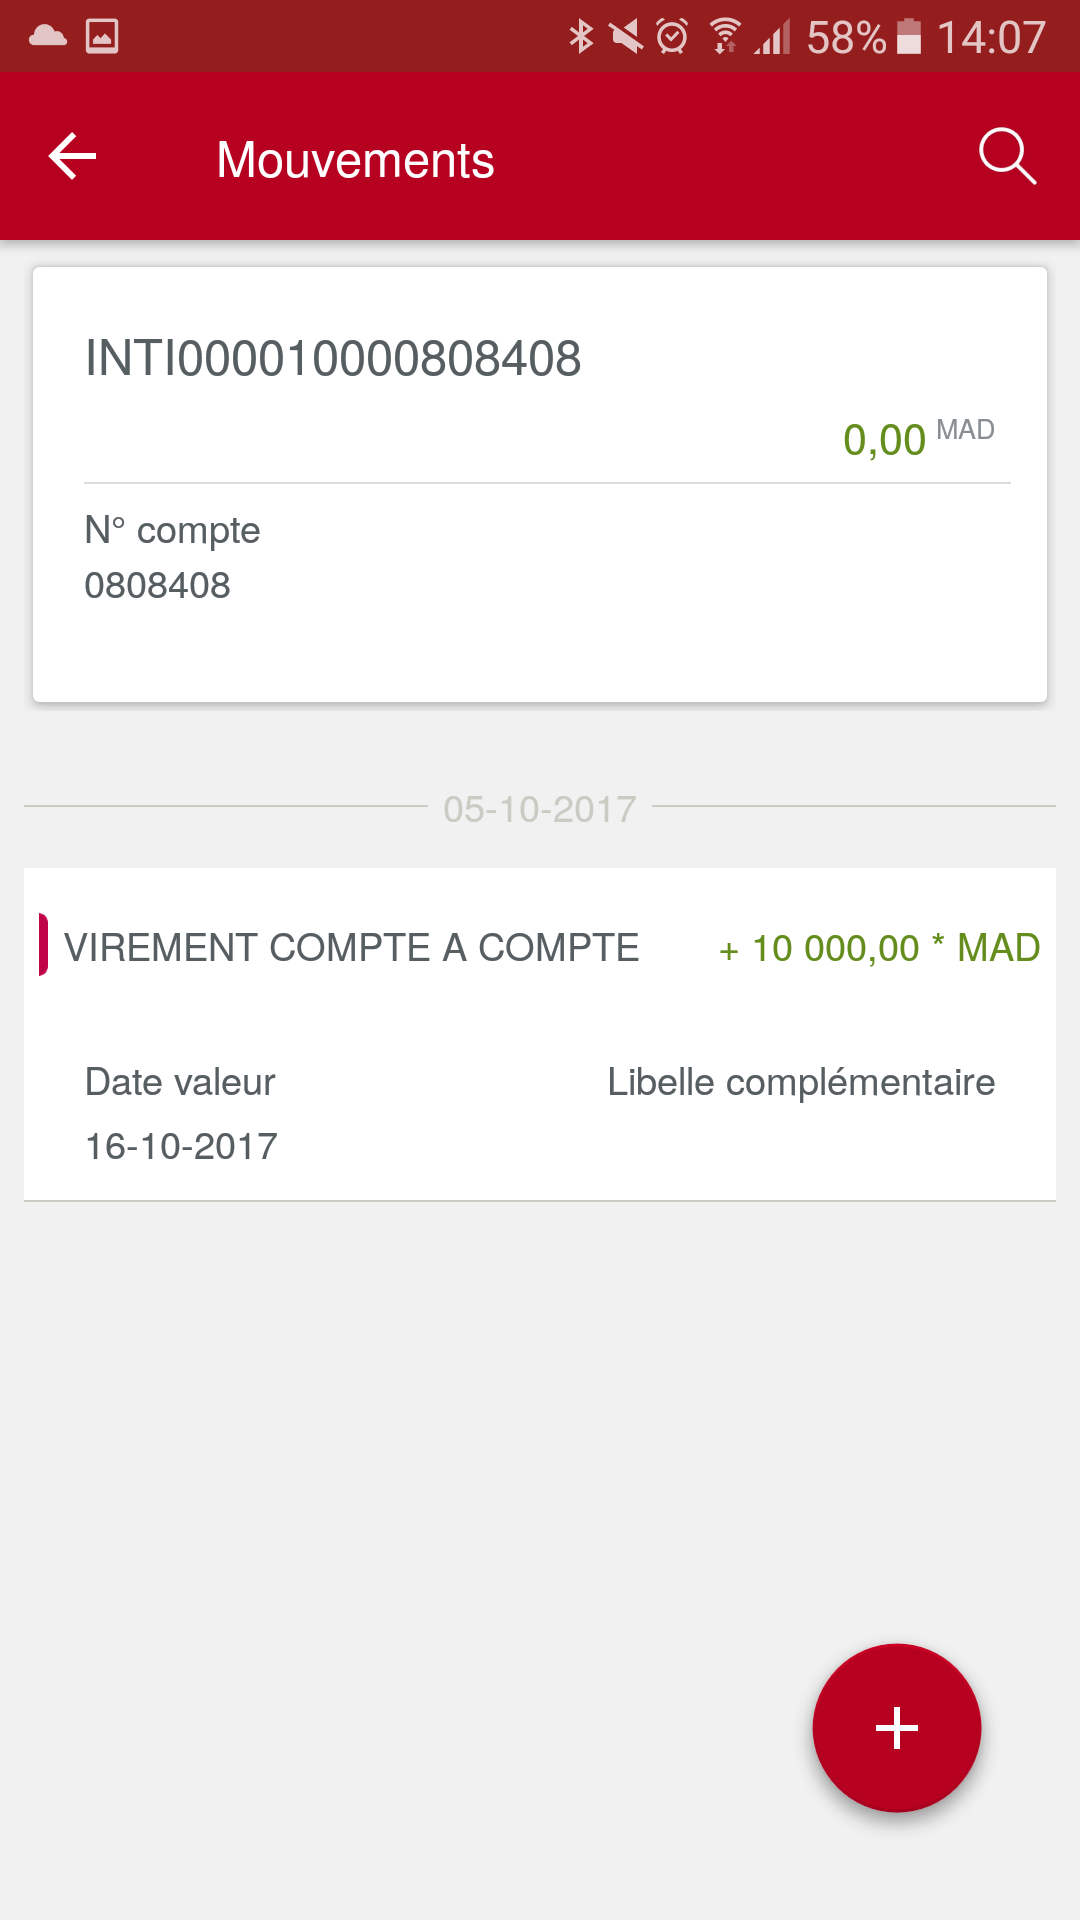 58% 14:07
Mouvements
INTI000010000808408
0,00 MAD
N° compte
0808408
05-10-2017
VIREMENT COMPTE A COMPTE + 10 000,00 * MAD
Date valeur Libelle complémentaire
16-10-2017